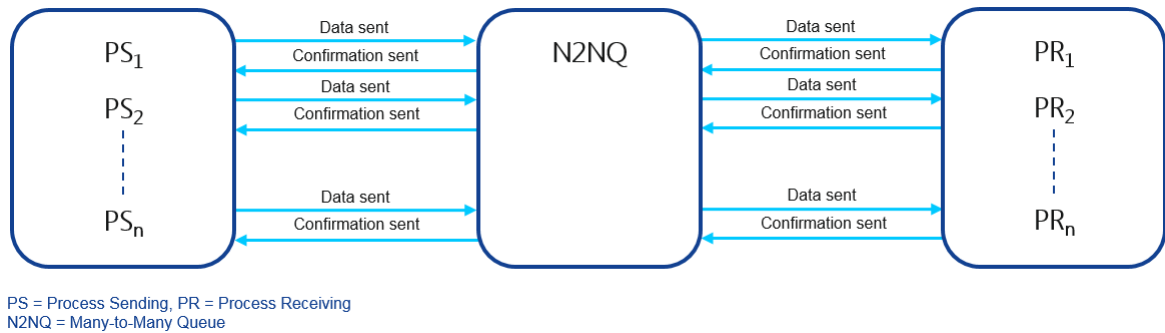 Data sent
Data sent
PS₁
Confirmation sent
N2NQ
Confirmation sent
PR₁
Data sent
Data sent
PS₂
Confirmation sent
Confirmation sent
PR₂
Data sent
Data sent
PSₙ
Confirmation sent
Confirmation sent
PRₙ
PS = Process Sending, PR = Process Receiving
N2NQ = Many-to-Many Queue